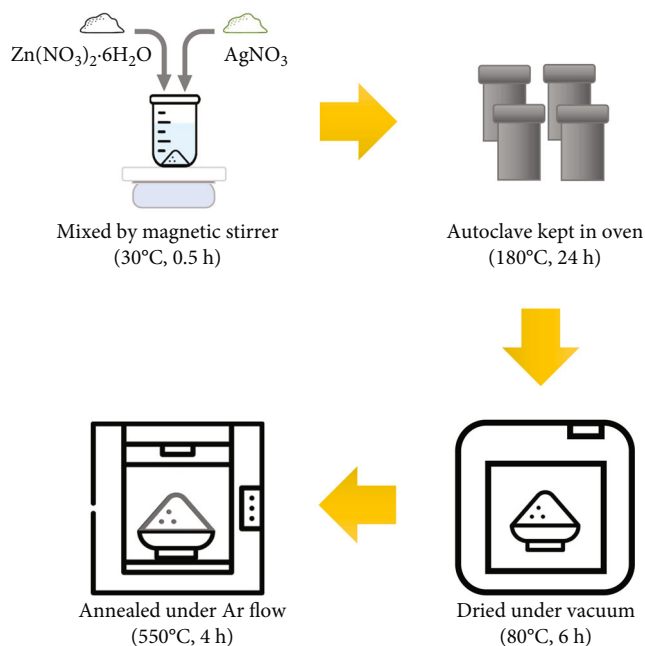 Zn(NO₃)₂·6H₂O
AgNO₃
Mixed by magnetic stirrer
(30°C, 0.5 h)
Autoclave kept in oven
(180°C, 24 h)
Annealed under Ar flow
(550°C, 4 h)
Dried under vacuum
(80°C, 6 h)